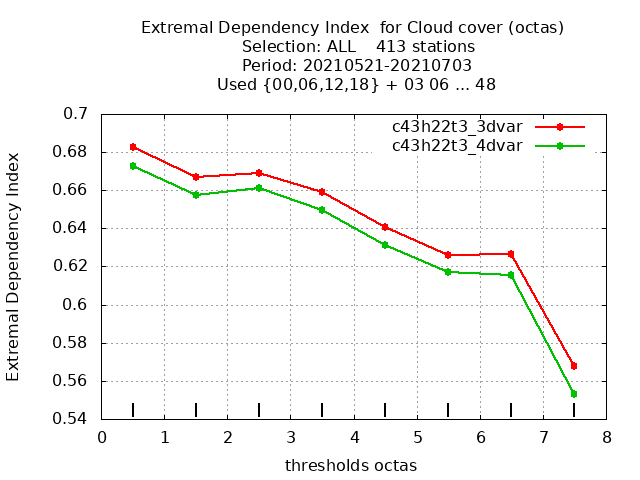 Extremal Dependency Index  for Cloud cover (octas)
Selection: ALL    413 stations
Period: 20210521-20210703
Used {00,06,12,18} + 03 06 ... 48
c43h22t3_3dvar
c43h22t3_4dvar
Extremal Dependency Index
0.7
0.68
0.66
0.64
0.62
0.6
0.58
0.56
0.54
0 1 2 3 4 5 6 7 8
thresholds octas